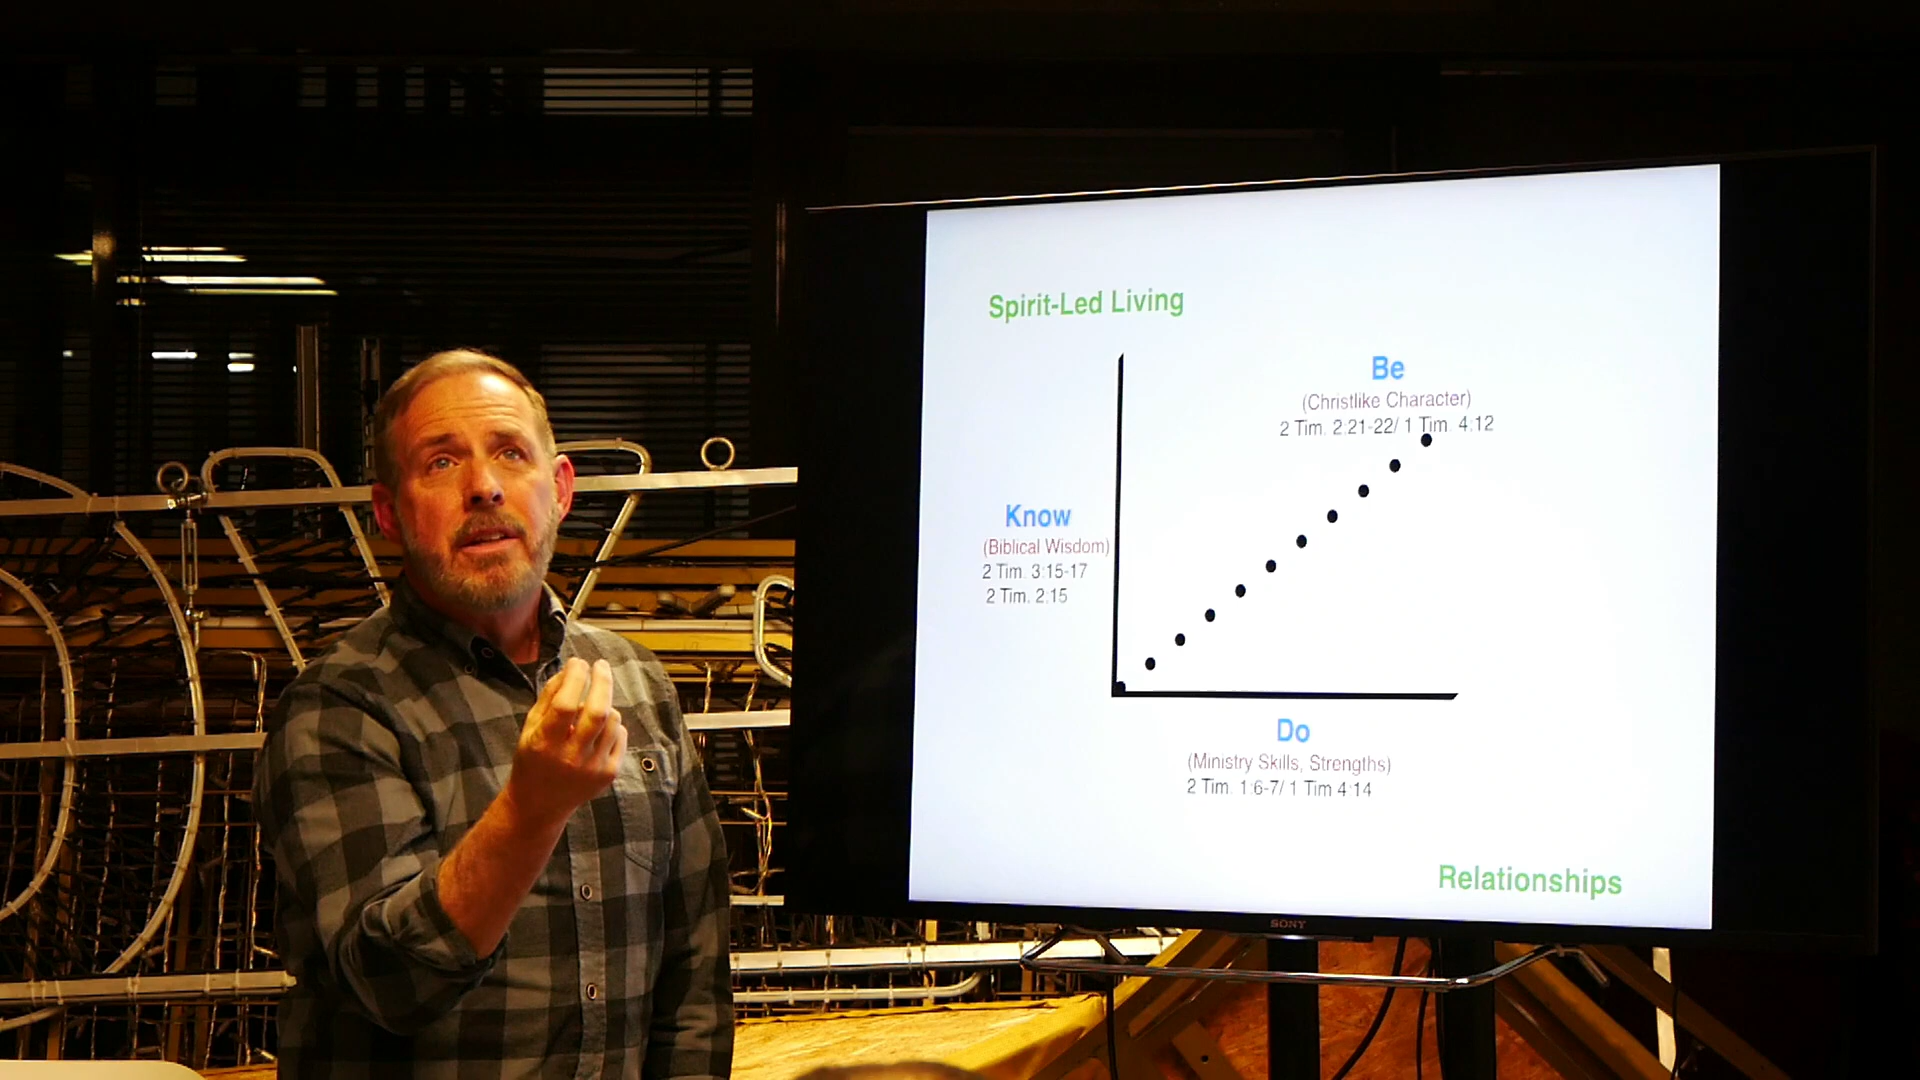 Spirit-Led Living
Be
(Christlike Character)
2 Tim. 2:21-22/ 1 Tim. 4:12
Know
(Biblical Wisdom)
2 Tim. 3:15-17
2 Tim. 2:15
Do
(Ministry Skills, Strengths)
2 Tim. 1:6-7/ 1 Tim 4:14
Relationships
SONY